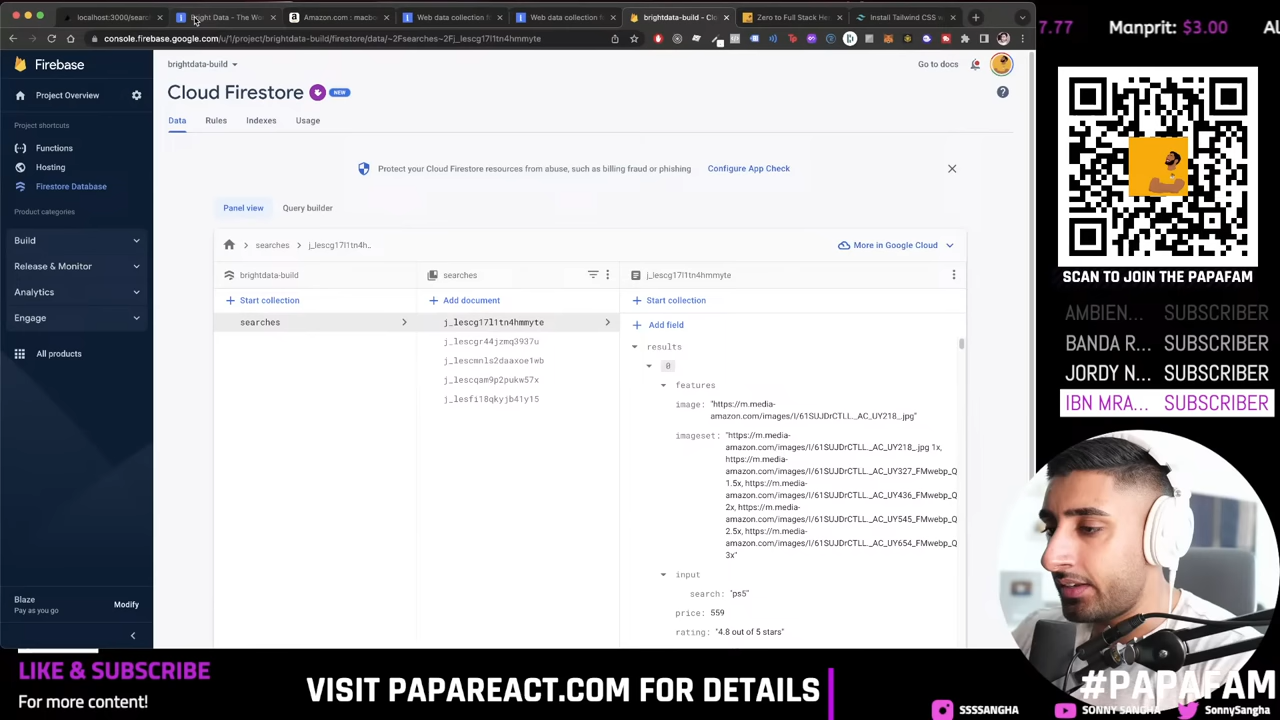 localhost:3000/search
Bright Data - The Wo
Amazon.com : macb
Web data collection
Web data collection
brightdata-build - Cl
Zero to Full Stack He
Install Tailwind CSS w
console.firebase.google.com/u/1/project/brightdata-build/firestore/data/~2Fsearches~2Fj_lescg17l1tn4hmmyte
7.77
Manprit: $3.00
Firebase
brightdata-build
Go to docs
Project Overview
Cloud Firestore
NEW
Data
Rules
Indexes
Usage
Project shortcuts
Functions
Hosting
Firestore Database
Product categories
Build
Release & Monitor
Analytics
Engage
All products
Blaze
Pay as you go
Modify
Protect your Cloud Firestore resources from abuse, such as billing fraud or phishing
Configure App Check
Panel view
Query builder
searches
j_lescg17l1tn4h...
More in Google Cloud
brightdata-build
searches
j_lescg17l1tn4hmmyte
Start collection
Add document
Start collection
searches
j_lescg17l1tn4hmmyte
j_lescgr44jzmq3937u
j_lescmnls2daaxoe1wb
j_lescqam9p2pukw57x
j_lesfi18qkyjb41y15
Add field
results
0
features
image: "https://m.media-
amazon.com/images/I/61SUJDrCTLL._AC_UY218_.jpg"
imageset: "https://m.media-
amazon.com/images/I/61SUJDrCTLL._AC_UY218_.jpg 1x,
https://m.media-
amazon.com/images/I/61SUJDrCTLL._AC_UY327_FMwebp_Q
1.5x, https://m.media-
amazon.com/images/I/61SUJDrCTLL._AC_UY436_FMwebp_Q
2x, https://m.media-
amazon.com/images/I/61SUJDrCTLL._AC_UY545_FMwebp_Q
2.5x, https://m.media-
amazon.com/images/I/61SUJDrCTLL._AC_UY654_FMwebp_Q
3x"
input
search: "ps5"
price: 559
rating: "4.8 out of 5 stars"
SCAN TO JOIN THE PAPAFAM
AMBIEN... SUBSCRIBER
BANDA R... SUBSCRIBER
JORDY N... SUBSCRIBER
IBN MRA... SUBSCRIBER
LIKE & SUBSCRIBE
For more content!
VISIT PAPAREACT.COM FOR DETAILS
#PAPAFAM
SSSSANGHA
SONNY SANGHA
SonnySangha